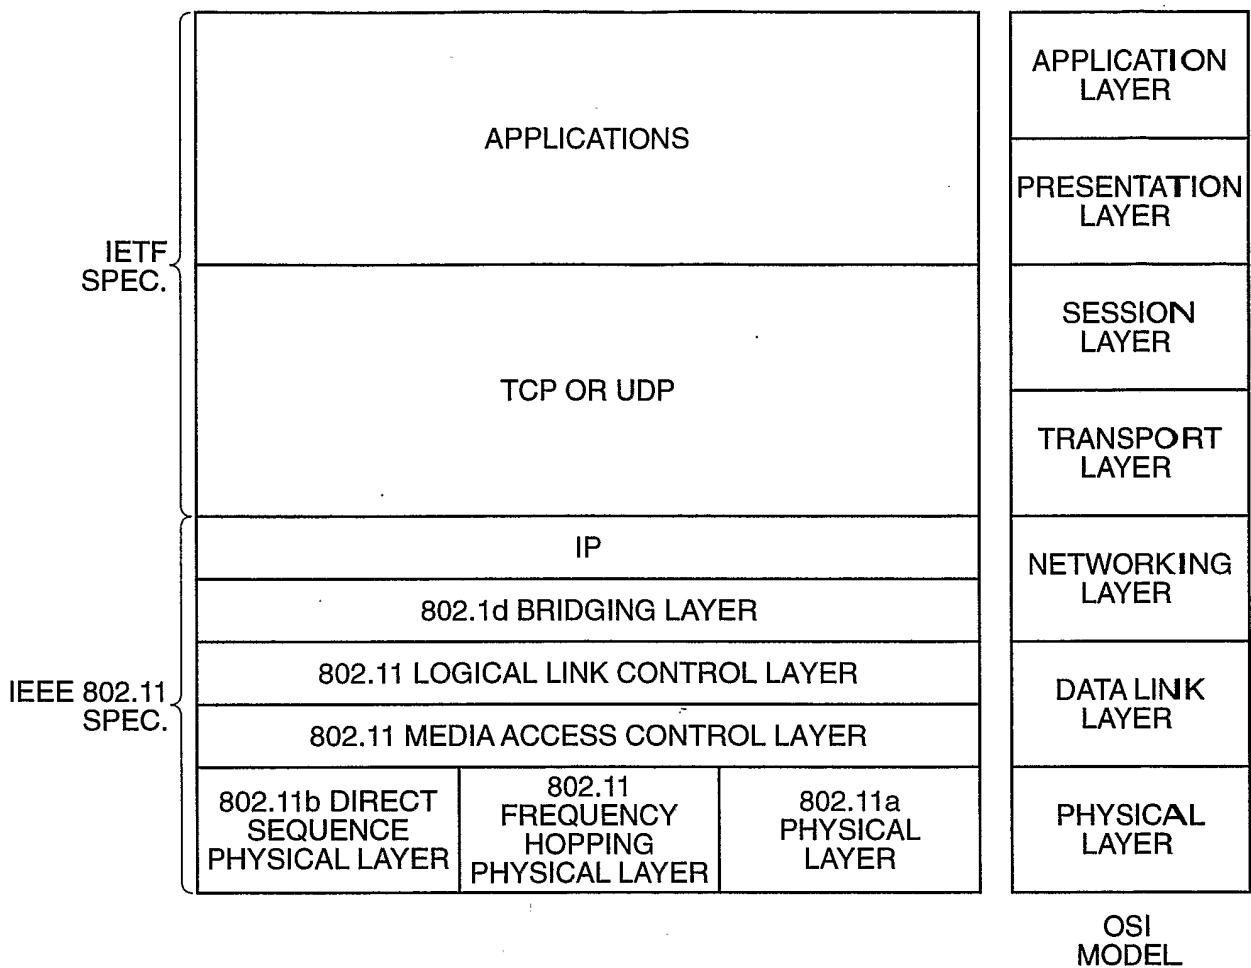 APPLICATIONS
IETF
SPEC.
TCP OR UDP
IP
802.1d BRIDGING LAYER
802.11 LOGICAL LINK CONTROL LAYER
IEEE 802.11
SPEC.
802.11 MEDIA ACCESS CONTROL LAYER
802.11b DIRECT
SEQUENCE
PHYSICAL LAYER
802.11
FREQUENCY
HOPPING
PHYSICAL LAYER
802.11a
PHYSICAL
LAYER
APPLICATION
LAYER
PRESENTATION
LAYER
SESSION
LAYER
TRANSPORT
LAYER
NETWORKING
LAYER
DATA LINK
LAYER
PHYSICAL
LAYER
OSI
MODEL